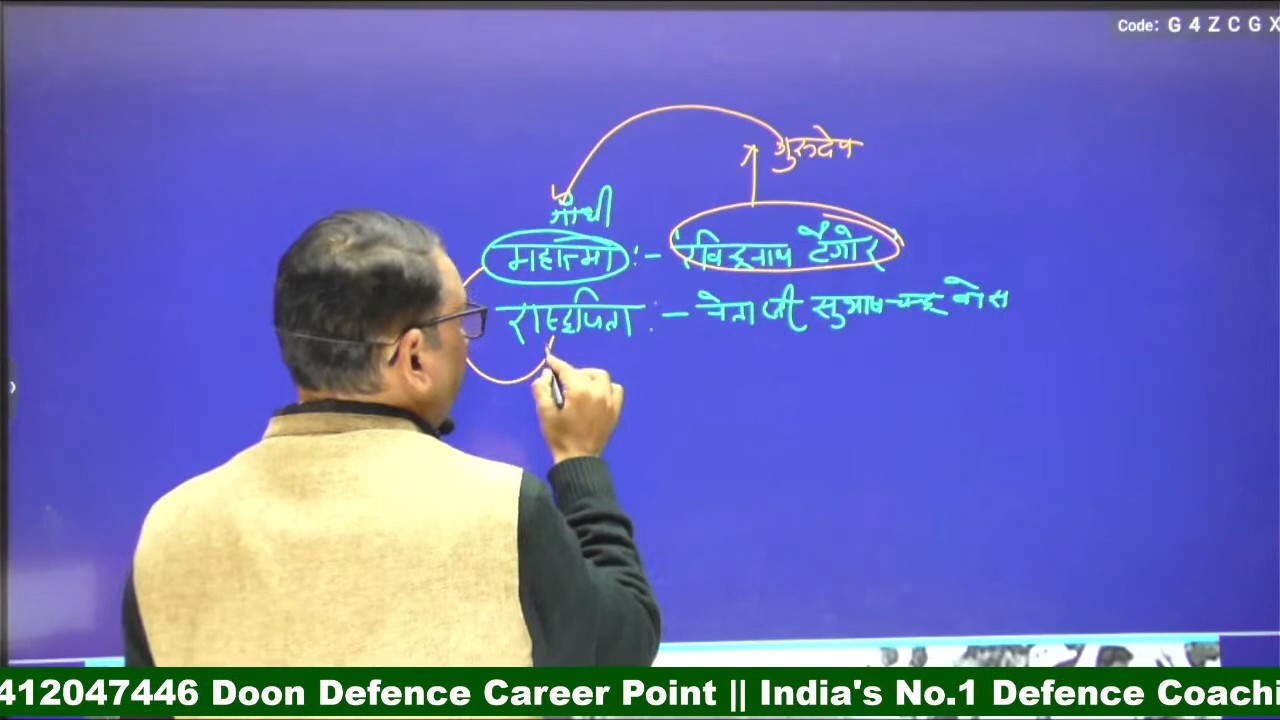 Code: G 4 Z C G X
गुरुदेव
गांधी
महात्मा :- रविद्रनाथ टैगोर
राष्ट्रपिता :- नेताजी सुभाष चन्द्र बोस
412047446 Doon Defence Career Point || India's No.1 Defence Coachi